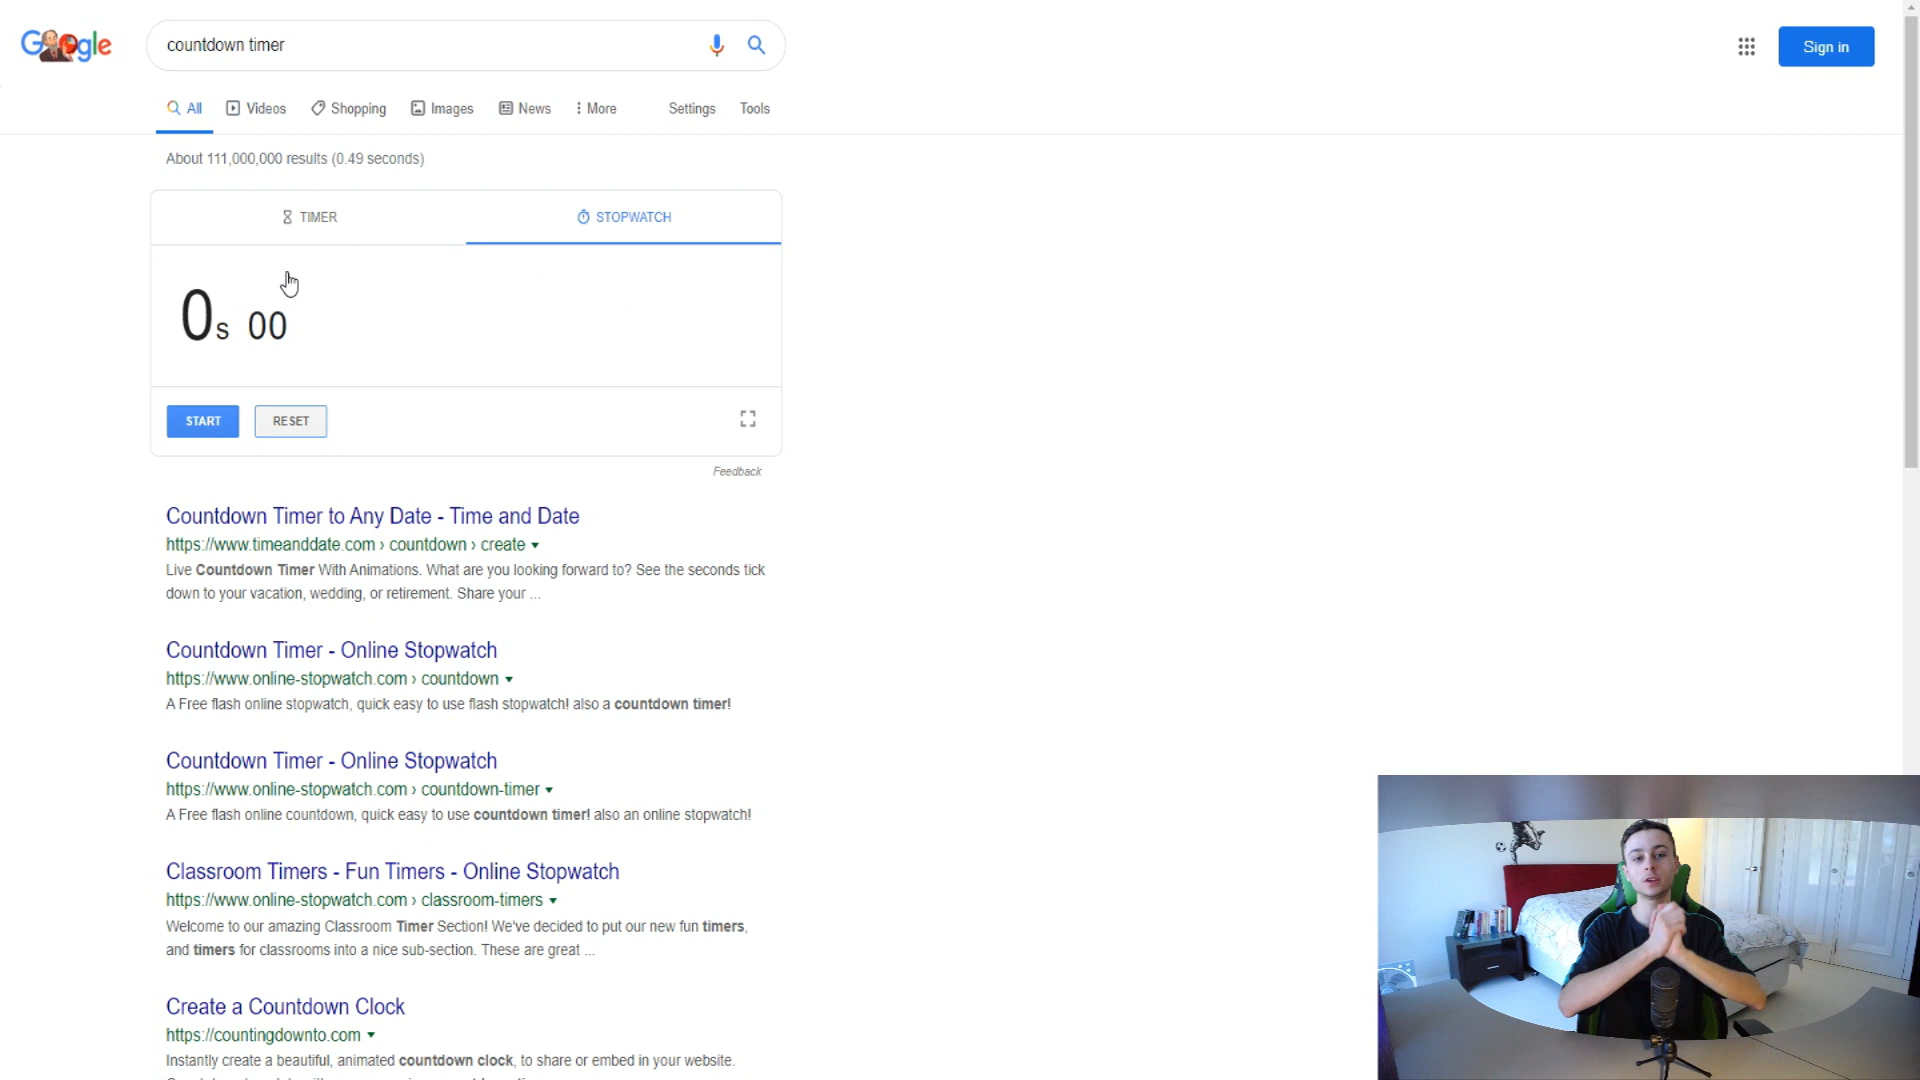 Google
countdown timer
Sign in
All Videos Shopping Images News More Settings Tools
About 111,000,000 results (0.49 seconds)
TIMER STOPWATCH
0s 00
START RESET
Feedback
Countdown Timer to Any Date - Time and Date
https://www.timeanddate.com › countdown › create
Live Countdown Timer With Animations. What are you looking forward to? See the seconds tick
down to your vacation, wedding, or retirement. Share your ...
Countdown Timer - Online Stopwatch
https://www.online-stopwatch.com › countdown
A Free flash online stopwatch, quick easy to use flash stopwatch! also a countdown timer!
Countdown Timer - Online Stopwatch
https://www.online-stopwatch.com › countdown-timer
A Free flash online countdown, quick easy to use countdown timer! also an online stopwatch!
Classroom Timers - Fun Timers - Online Stopwatch
https://www.online-stopwatch.com › classroom-timers
Welcome to our amazing Classroom Timer Section! We've decided to put our new fun timers,
and timers for classrooms into a nice sub-section. These are great ...
Create a Countdown Clock
https://countingdownto.com
Instantly create a beautiful, animated countdown clock, to share or embed in your website.